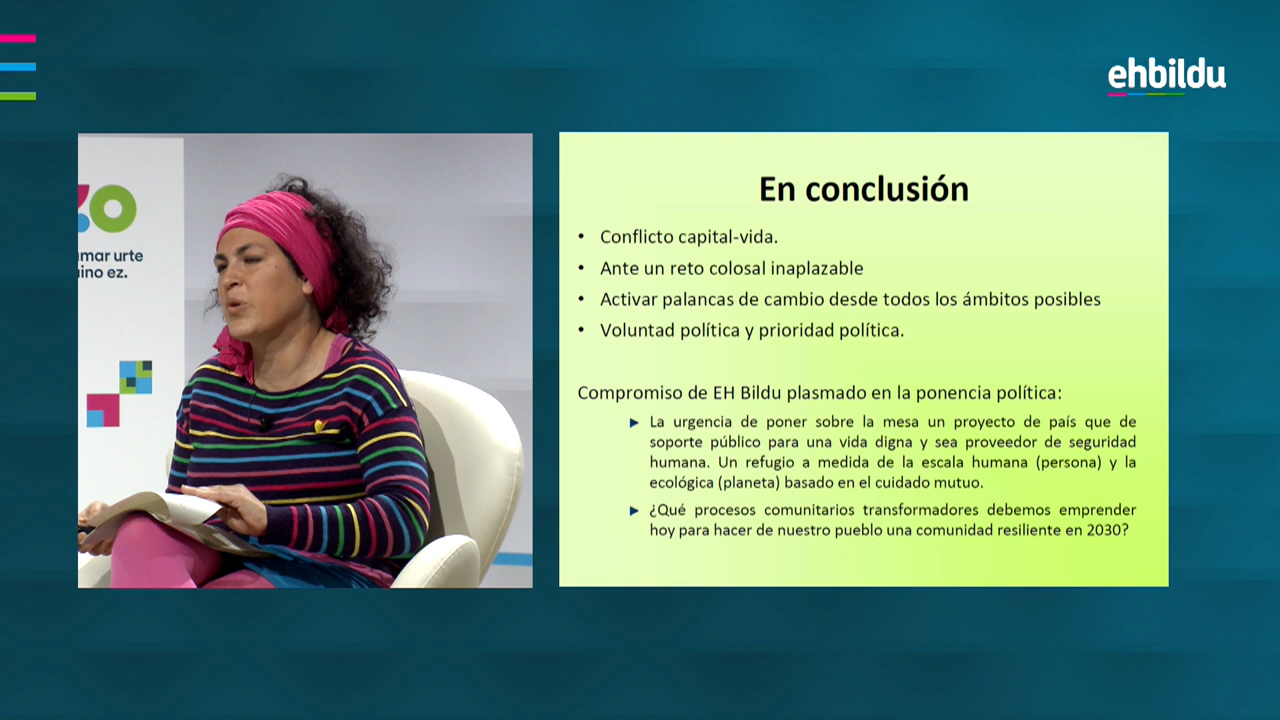 ehbildu
mar urte
ino ez.
En conclusión
• Conflicto capital-vida.
• Ante un reto colosal inaplazable
• Activar palancas de cambio desde todos los ámbitos posibles
• Voluntad política y prioridad política.
Compromiso de EH Bildu plasmado en la ponencia política:
La urgencia de poner sobre la mesa un proyecto de país que de
soporte público para una vida digna y sea proveedor de seguridad
humana. Un refugio a medida de la escala humana (persona) y la
ecológica (planeta) basado en el cuidado mutuo.
¿Qué procesos comunitarios transformadores debemos emprender
hoy para hacer de nuestro pueblo una comunidad resiliente en 2030?